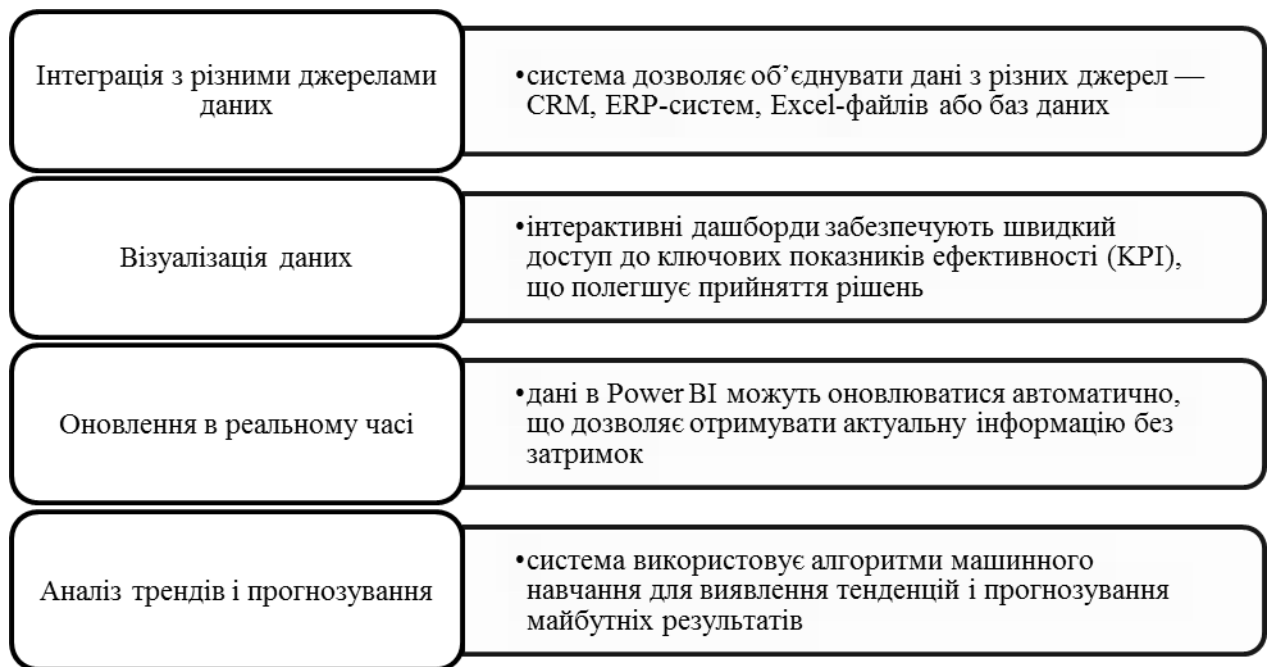 Інтеграція з різними джерелами
даних
•система дозволяє об’єднувати дані з різних джерел —
CRM, ERP-систем, Excel-файлів або баз даних
Візуалізація даних
•інтерактивні дашборди забезпечують швидкий
доступ до ключових показників ефективності (KPI),
що полегшує прийняття рішень
Оновлення в реальному часі
•дані в Power BI можуть оновлюватися автоматично,
що дозволяє отримувати актуальну інформацію без
затримок
Аналіз трендів і прогнозування
•система використовує алгоритми машинного
навчання для виявлення тенденцій і прогнозування
майбутніх результатів